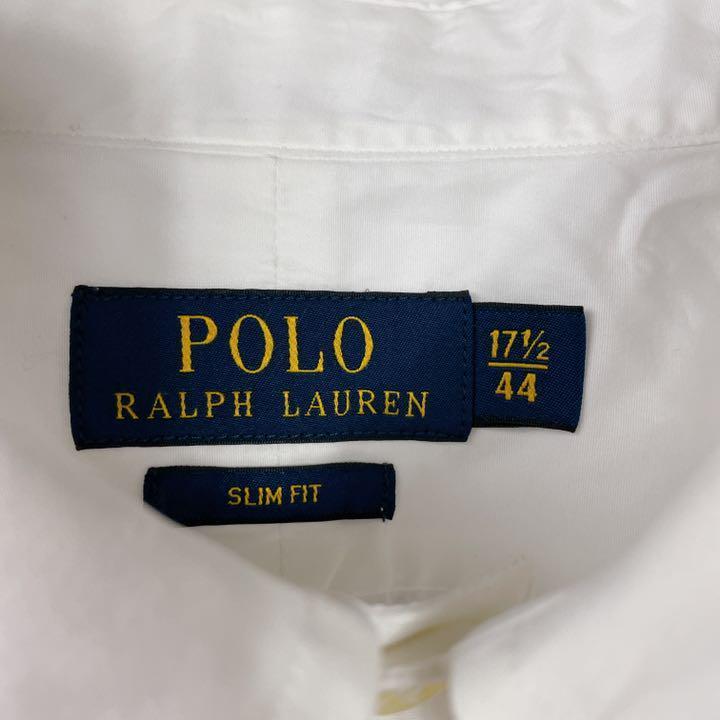 POLO
RALPH LAUREN
17½
44
SLIM FIT